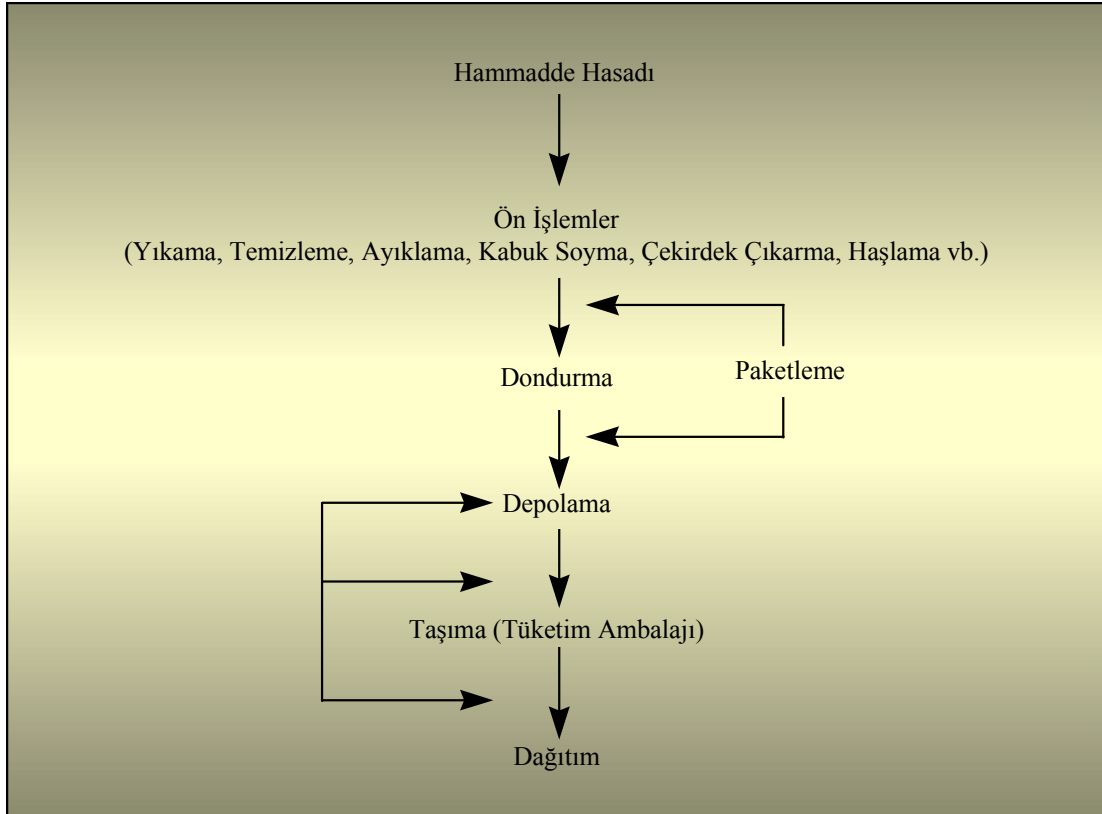 Hammadde Hasadı
Ön İşlemler
(Yıkama, Temizleme, Ayıklama, Kabuk Soyma, Çekirdek Çıkarma, Haşlama vb.)
Dondurma
Paketleme
Depolama
Taşıma (Tüketim Ambalajı)
Dağıtım